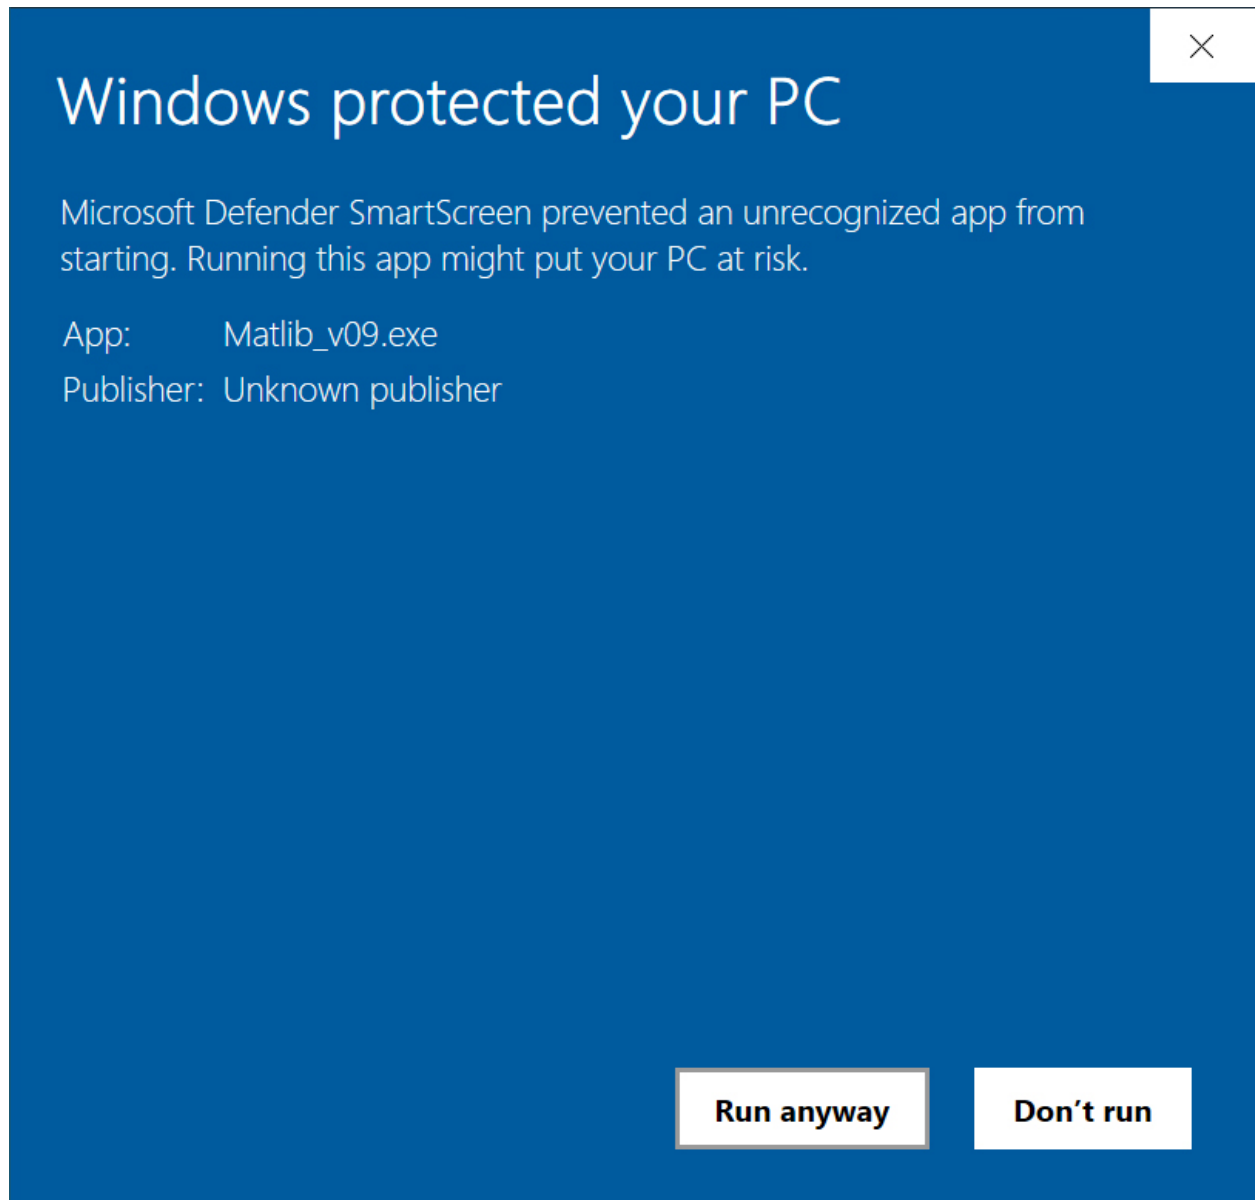 Windows protected your PC
Microsoft Defender SmartScreen prevented an unrecognized app from
starting. Running this app might put your PC at risk.
App: Matlib_v09.exe
Publisher: Unknown publisher
Run anyway Don’t run